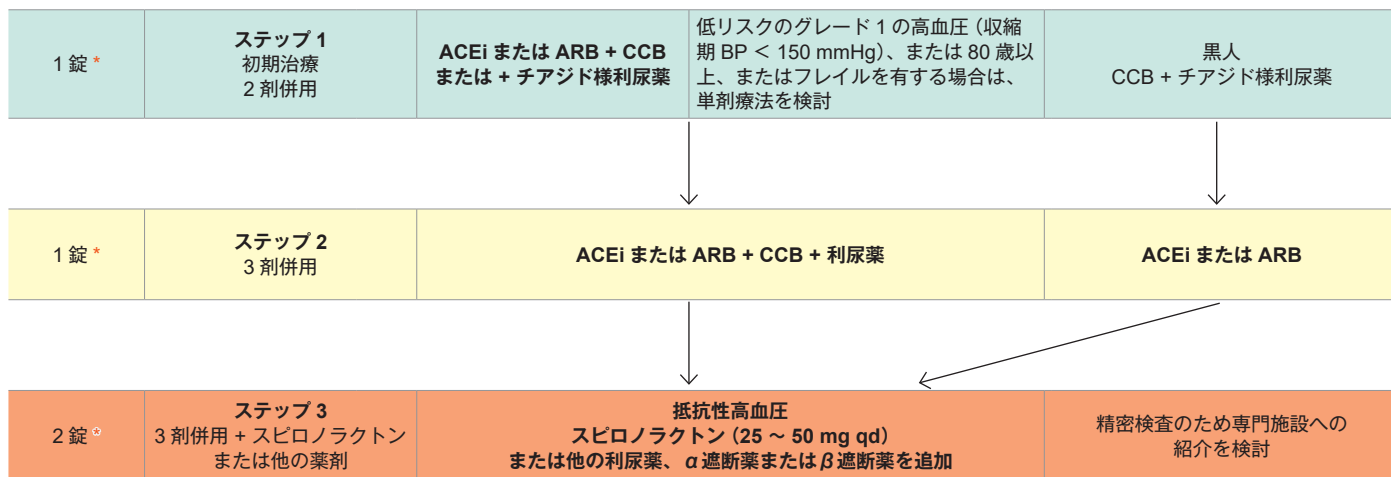 1 錠 *
ステップ 1
初期治療
2 剤併用
ACEi または ARB + CCB
または + チアジド様利尿薬
低リスクのグレード 1 の高血圧（収縮
期 BP < 150 mmHg）、または 80 歳以
上、またはフレイルを有する場合は、
単剤療法を検討
黒人
CCB + チアジド様利尿薬
1 錠 *
ステップ 2
3 剤併用
ACEi または ARB + CCB + 利尿薬
ACEi または ARB
2 錠 *
ステップ 3
3 剤併用 + スピロノラクトン
または他の薬剤
抵抗性高血圧
スピロノラクトン（25 ～ 50 mg qd）
または他の利尿薬、α遮断薬またはβ遮断薬を追加
精密検査のため専門施設への
紹介を検討